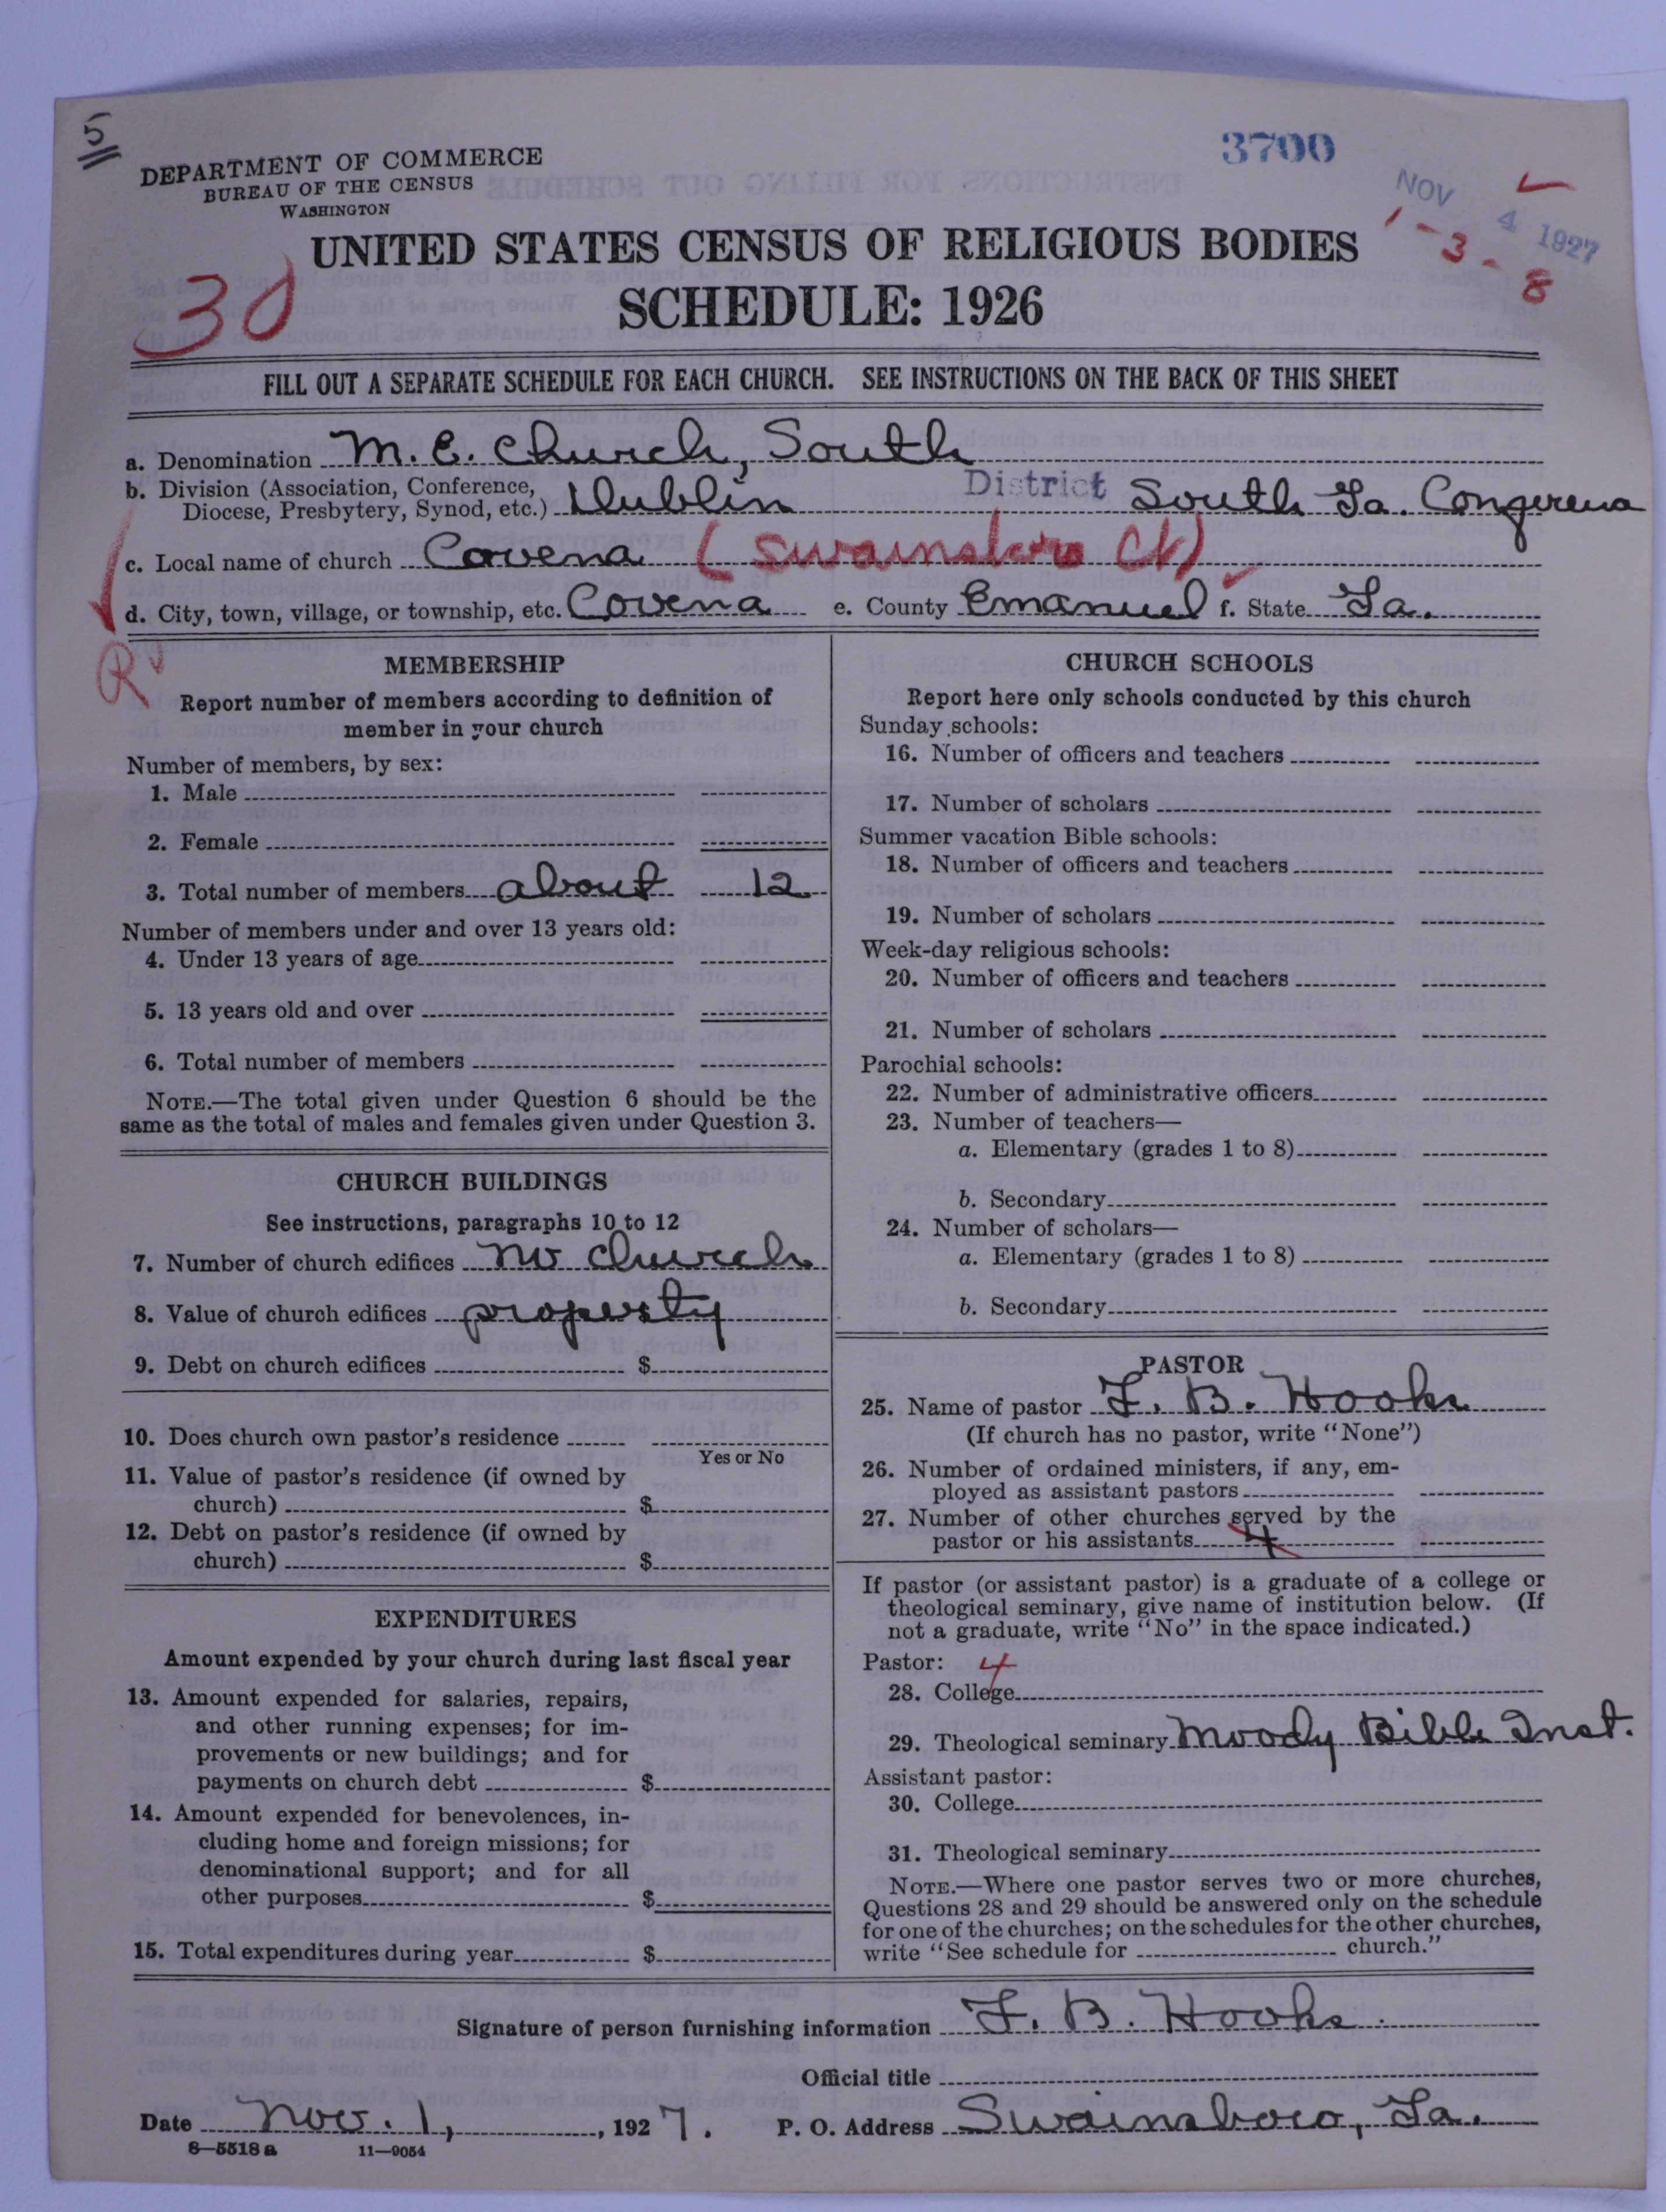 5
3700
DEPARTMENT OF COMMERCE
BUREAU OF THE CENSUS
WASHINGTON
NOV 4 1927
1-3-8
30
UNITED STATES CENSUS OF RELIGIOUS BODIES
SCHEDULE: 1926
FILL OUT A SEPARATE SCHEDULE FOR EACH CHURCH. SEE INSTRUCTIONS ON THE BACK OF THIS SHEET
a. Denomination M. E. Church, South
b. Division (Association, Conference, Diocese, Presbytery, Synod, etc.) Dublin District South Ga.
c. Local name of church Covena (Swainsboro Ck)
d. City, town, village, or township, etc. Covena e. County Emanuel f. State Ga.
R
MEMBERSHIP
Report number of members according to definition of
member in your church
Number of members, by sex:
1. Male
2. Female
3. Total number of members about 12
Number of members under and over 13 years old:
4. Under 13 years of age
5. 13 years old and over
6. Total number of members
NOTE.—The total given under Question 6 should be the
same as the total of males and females given under Question 3.
CHURCH BUILDINGS
See instructions, paragraphs 10 to 12
7. Number of church edifices no church
8. Value of church edifices property
9. Debt on church edifices $
10. Does church own pastor's residence
Yes or No
11. Value of pastor's residence (if owned by
church) $
12. Debt on pastor's residence (if owned by
church) $
EXPENDITURES
Amount expended by your church during last fiscal year
13. Amount expended for salaries, repairs,
and other running expenses; for im-
provements or new buildings; and for
payments on church debt $
14. Amount expended for benevolences, in-
cluding home and foreign missions; for
denominational support; and for all
other purposes $
15. Total expenditures during year $
CHURCH SCHOOLS
Report here only schools conducted by this church
Sunday schools:
16. Number of officers and teachers
17. Number of scholars
Summer vacation Bible schools:
18. Number of officers and teachers
19. Number of scholars
Week-day religious schools:
20. Number of officers and teachers
21. Number of scholars
Parochial schools:
22. Number of administrative officers
23. Number of teachers—
a. Elementary (grades 1 to 8)
b. Secondary
24. Number of scholars—
a. Elementary (grades 1 to 8)
b. Secondary
PASTOR
25. Name of pastor F. B. Hooks
(If church has no pastor, write "None")
26. Number of ordained ministers, if any, em-
ployed as assistant pastors
27. Number of other churches served by the
pastor or his assistants 4
If pastor (or assistant pastor) is a graduate of a college or
theological seminary, give name of institution below. (If
not a graduate, write "No" in the space indicated.)
Pastor: 4
28. College
29. Theological seminary Moody Bible Inst.
Assistant pastor:
30. College
31. Theological seminary
NOTE.—Where one pastor serves two or more churches,
Questions 28 and 29 should be answered only on the schedule
for one of the churches; on the schedules for the other churches,
write "See schedule for church."
Signature of person furnishing information F. B. Hooks
Official title
Date Nov. 1, 1927. P. O. Address Swainsboro, Ga.
8—5518a 11—9054